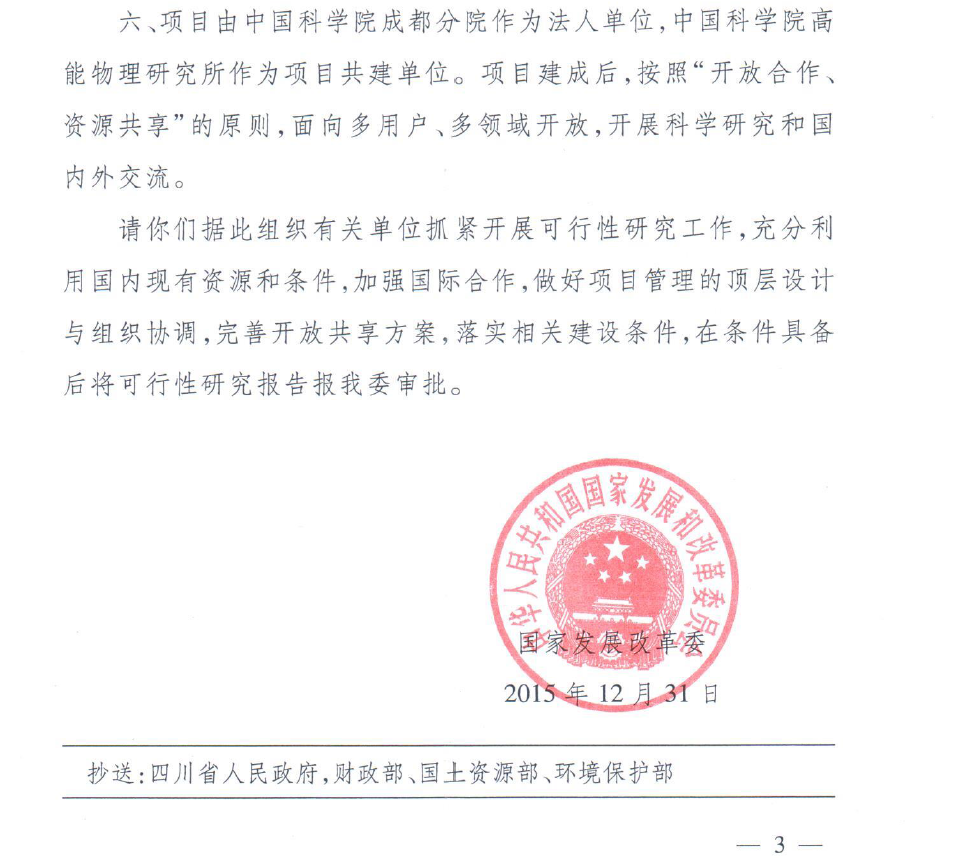 六、项目由中国科学院成都分院作为法人单位,中国科学院高
能物理研究所作为项目共建单位。项目建成后,按照“开放合作、
资源共享”的原则,面向多用户、多领域开放,开展科学研究和国
内外交流。
请你们据此组织有关单位抓紧开展可行性研究工作,充分利
用国内现有资源和条件,加强国际合作,做好项目管理的顶层设计
与组织协调,完善开放共享方案,落实相关建设条件,在条件具备
后将可行性研究报告报我委审批。
中华人民共和国国家发展和改革委员会
国家发展改革委
2015 年 12 月 31 日
抄送:四川省人民政府,财政部、国土资源部、环境保护部
— 3 —